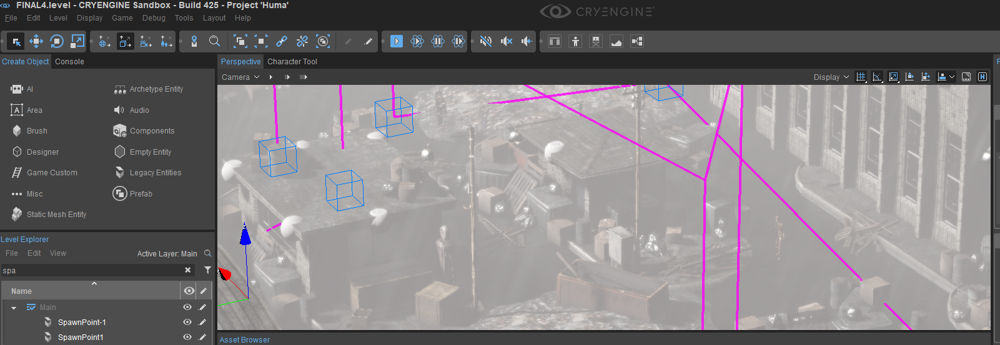 FINAL4.level - CRYENGINE Sandbox - Build 425 - Project 'Huma'
CRYENGINE
File Edit Level Display Game Debug Tools Layout Help
Create Object Console
Perspective Character Tool
Camera
Display
AI Archetype Entity
Area Audio
Brush Components
Designer Empty Entity
Game Custom Legacy Entities
Misc Prefab
Static Mesh Entity
Level Explorer
File Edit View Active Layer: Main
spa
Name
Main
SpawnPoint-1
SpawnPoint1
Asset Browser